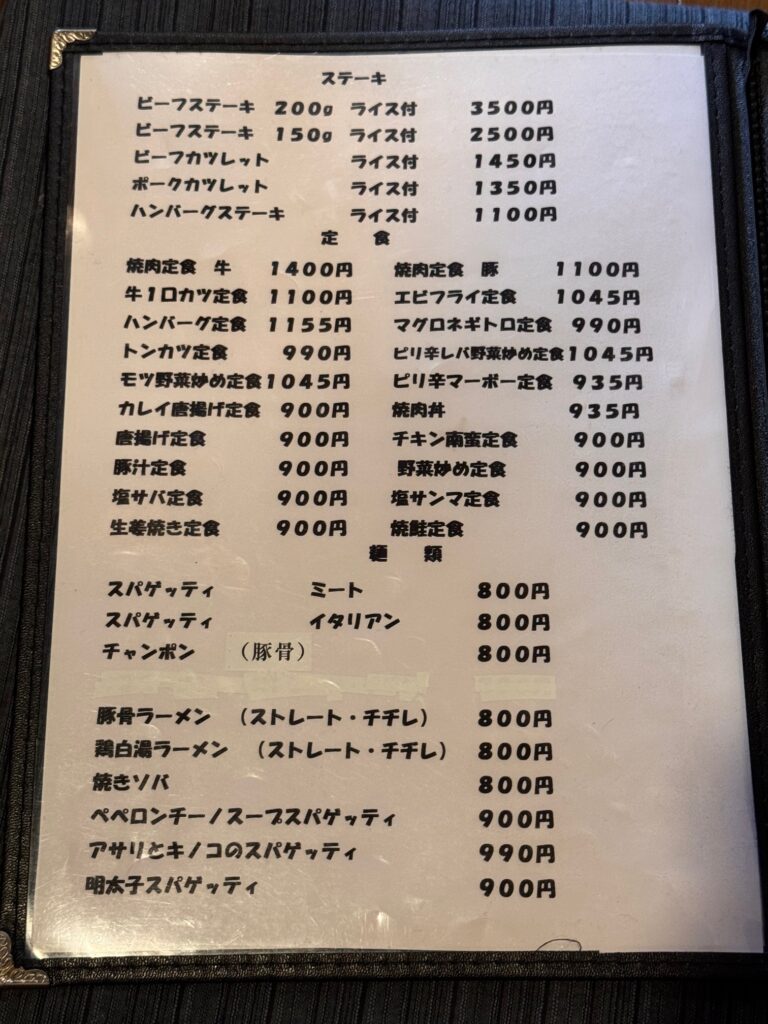 ステーキ
ビーフステーキ 200g ライス付 3500円
ビーフステーキ 150g ライス付 2500円
ビーフカツレット ライス付 1450円
ポークカツレット ライス付 1350円
ハンバーグステーキ ライス付 1100円
定 食
焼肉定食 牛 1400円 焼肉定食 豚 1100円
牛1口カツ定食 1100円 エビフライ定食 1045円
ハンバーグ定食 1155円 マグロネギトロ定食 990円
トンカツ定食 990円 ピリ辛レバ野菜炒め定食 1045円
モツ野菜炒め定食 1045円 ピリ辛マーボー定食 935円
カレイ唐揚げ定食 900円 焼肉丼 935円
唐揚げ定食 900円 チキン南蛮定食 900円
豚汁定食 900円 野菜炒め定食 900円
塩サバ定食 900円 塩サンマ定食 900円
生姜焼き定食 900円 焼鮭定食 900円
麺 類
スパゲッティ ミート 800円
スパゲッティ イタリアン 800円
チャンポン (豚骨) 800円
豚骨ラーメン (ストレート・チヂレ) 800円
鶏白湯ラーメン (ストレート・チヂレ) 800円
焼きソバ 800円
ペペロンチーノスープスパゲッティ 900円
アサリとキノコのスパゲッティ 990円
明太子スパゲッティ 900円